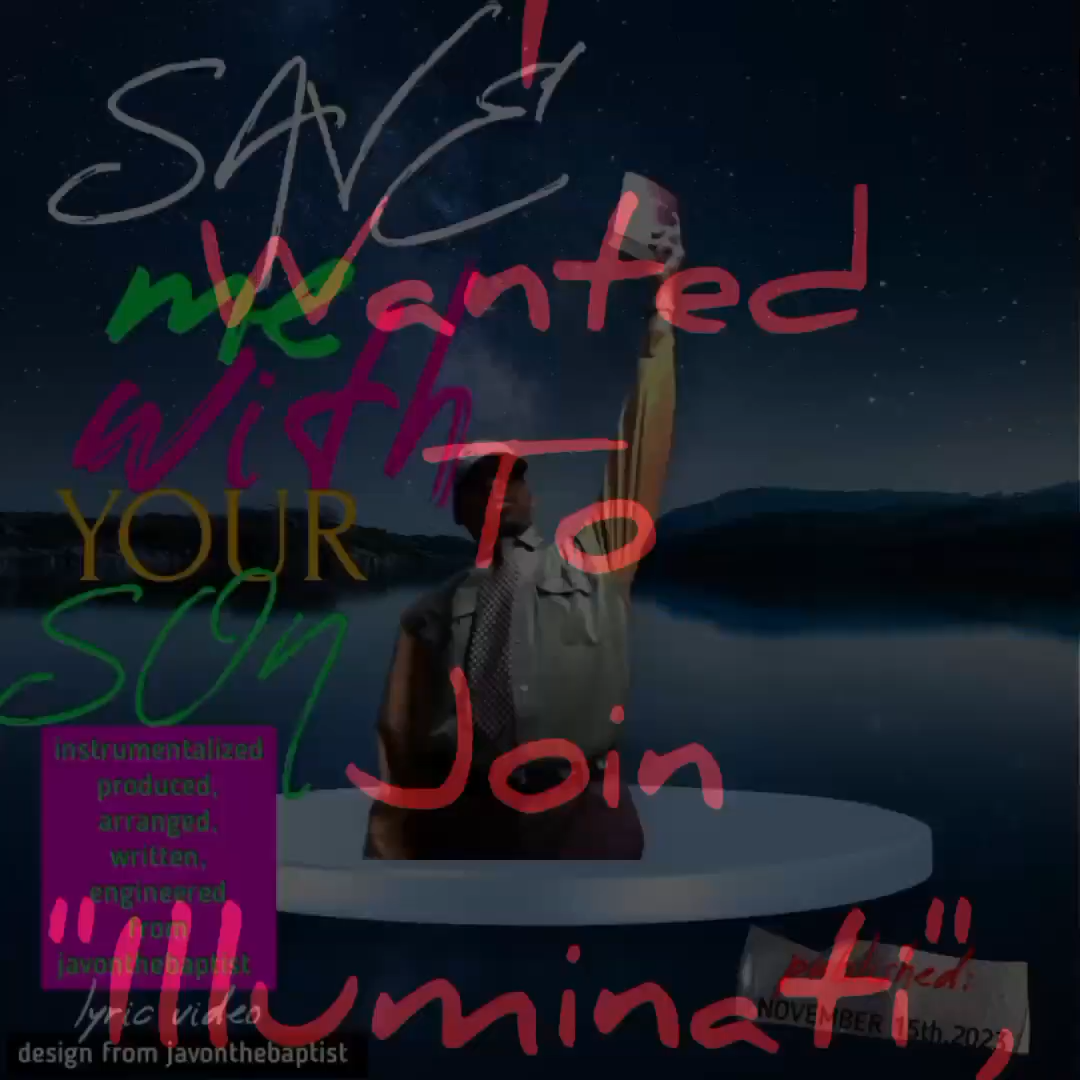 I
SAVE
Wanted
me
with
To
YOUR
SOn
Join
instrumentalized
produced,
arranged,
written,
engineered
from
javonthebaptist
"Illuminati",
published:
NOVEMBER 15th,2023
lyric video
design from javonthebaptist